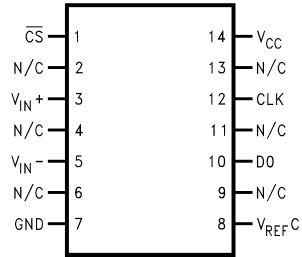 CS 1 14 VCC
N/C 2 13 N/C
VIN+ 3 12 CLK
N/C 4 11 N/C
VIN- 5 10 DO
N/C 6 9 N/C
GND 7 8 VREFC